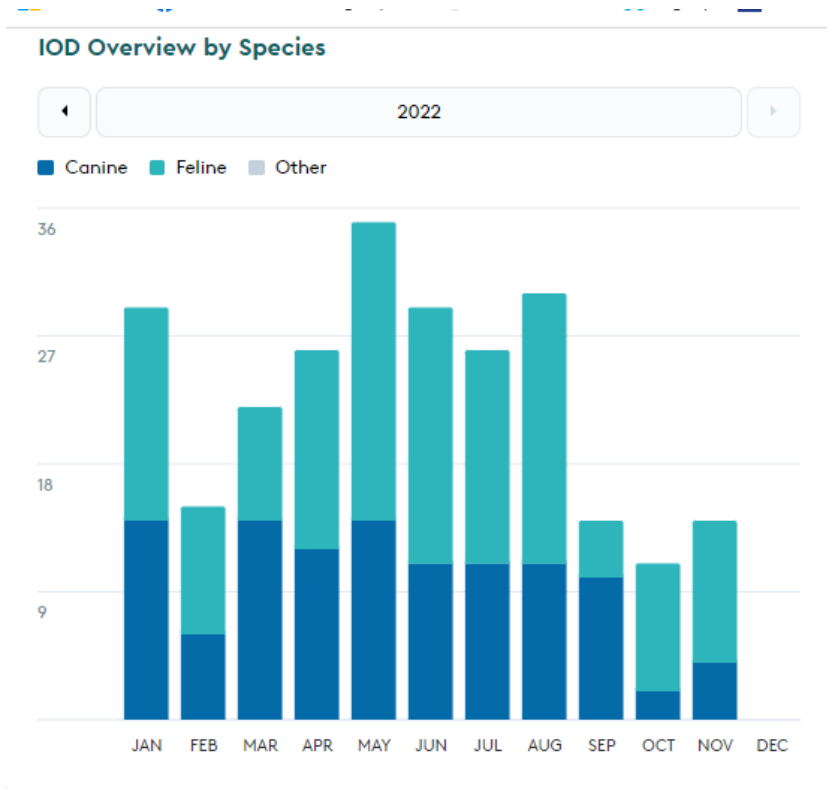 IOD Overview by Species
2022
Canine Feline Other
36
27
18
9
JAN FEB MAR APR MAY JUN JUL AUG SEP OCT NOV DEC